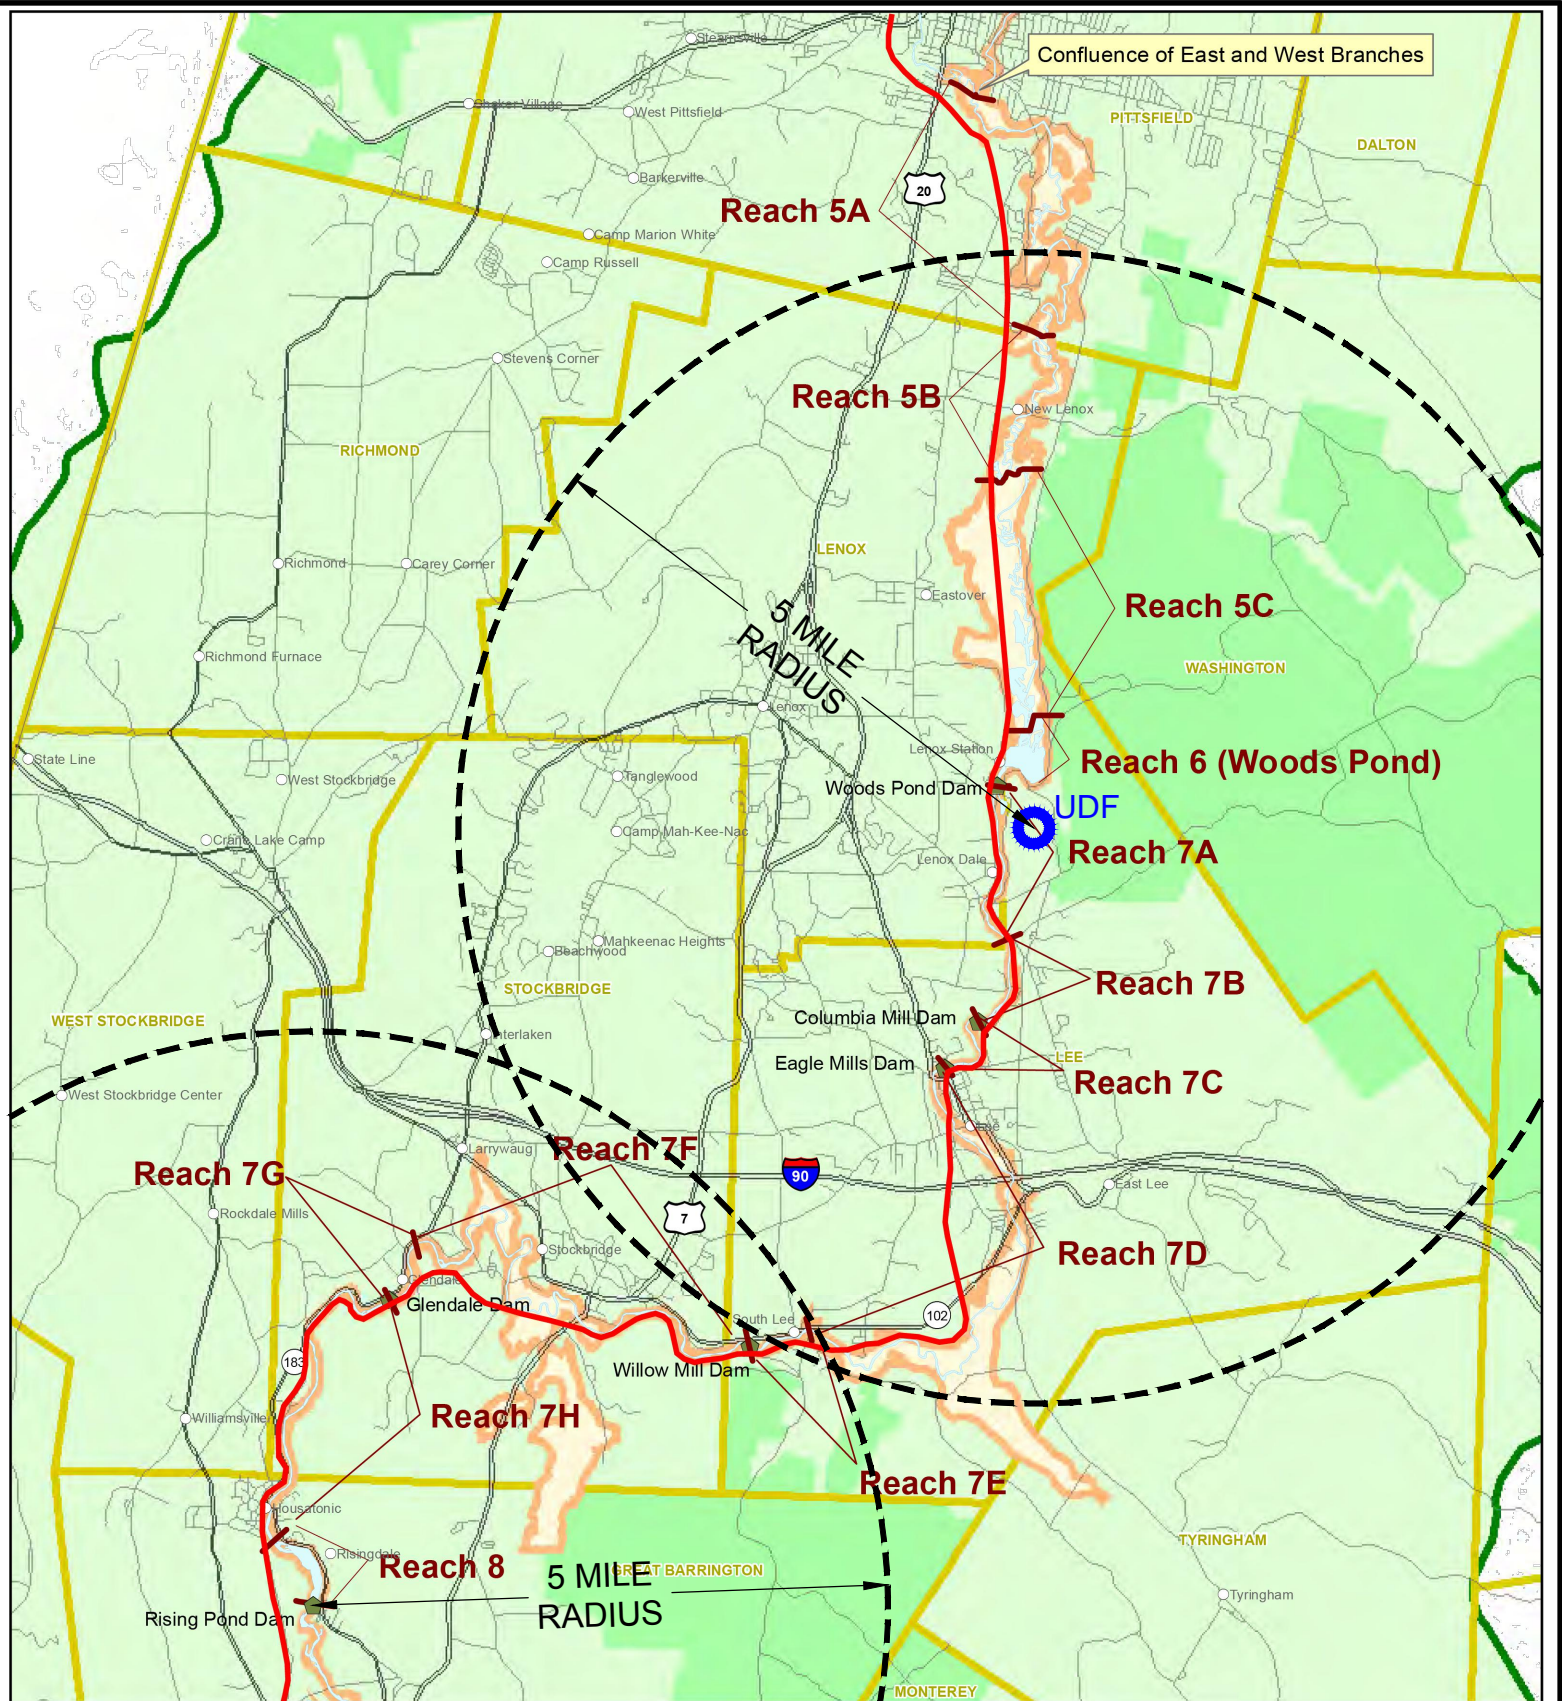 Stearnsville
Confluence of East and West Branches
Shaker Village
West Pittsfield
PITTSFIELD
DALTON
Barkerville
20
Reach 5A
Camp Marion White
Camp Russell
Stevens Corner
Reach 5B
New Lenox
RICHMOND
LENOX
Richmond
Carey Corner
Eastover
Reach 5C
5 MILE
RADIUS
Richmond Furnace
WASHINGTON
Lenox
Lenox Station
State Line
West Stockbridge
Tanglewood
Reach 6 (Woods Pond)
Woods Pond Dam
UDF
Camp Mah-Kee-Nac
Crane Lake Camp
Lenox Dale
Reach 7A
Mahkeenac Heights
Beachwood
STOCKBRIDGE
Reach 7B
WEST STOCKBRIDGE
Columbia Mill Dam
Interlaken
LEE
Eagle Mills Dam
Reach 7C
West Stockbridge Center
Lee
Larrywaug
Reach 7F
Reach 7G
90
East Lee
Rockdale Mills
7
Stockbridge
Reach 7D
Glendale
Glendale Dam
South Lee
102
183
Willow Mill Dam
Williamsville
Reach 7H
Reach 7E
Housatonic
TYRINGHAM
Risingdale
Reach 8
GREAT BARRINGTON
5 MILE
RADIUS
Tyringham
Rising Pond Dam
MONTEREY